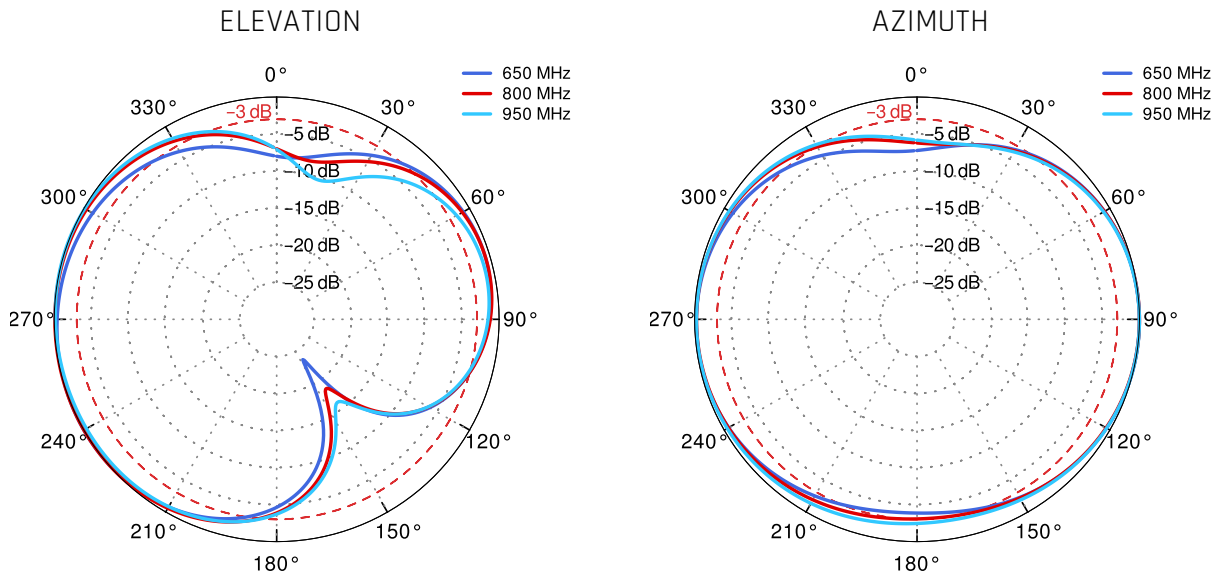 ELEVATION
0°
30°
60°
90°
120°
150°
180°
210°
240°
270°
300°
330°
−3 dB
−5 dB
−10 dB
−15 dB
−20 dB
−25 dB
650 MHz
800 MHz
950 MHz
AZIMUTH
0°
30°
60°
90°
120°
150°
180°
210°
240°
270°
300°
330°
−3 dB
−5 dB
−10 dB
−15 dB
−20 dB
−25 dB
650 MHz
800 MHz
950 MHz